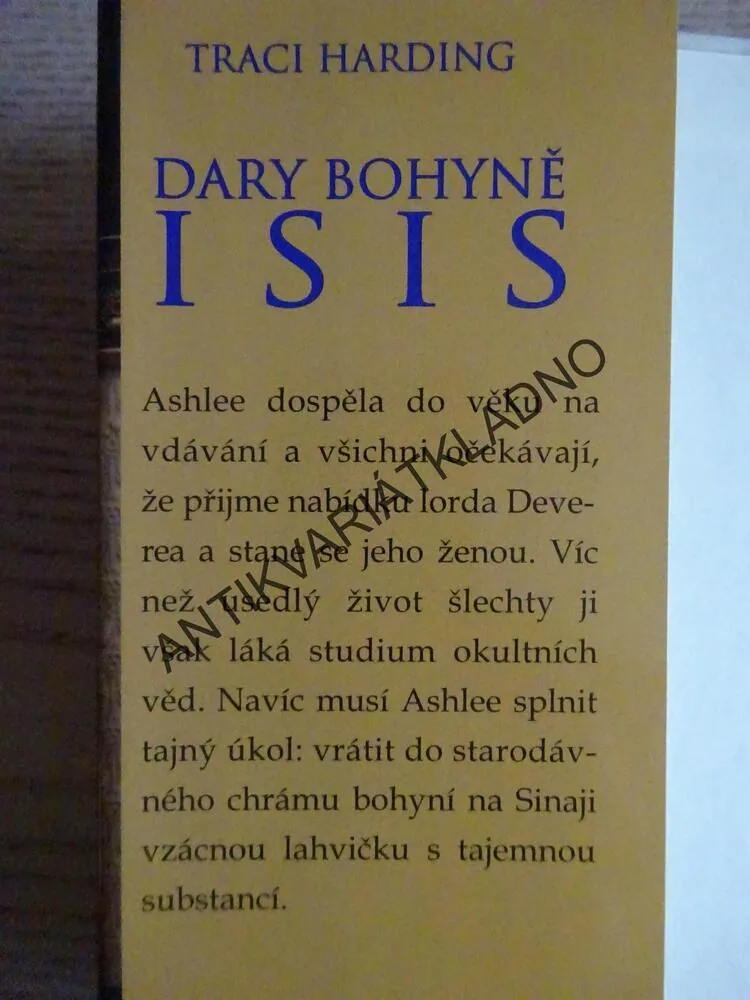 TRACI HARDING
DARY BOHYNĚ
ISIS
Ashlee dospěla do věku na
vdávání a všichni očekávají,
že přijme nabídku lorda Deve-
rea a stane se jeho ženou. Víc
než usedlý život šlechty ji
však láká studium okultních
věd. Navíc musí Ashlee splnit
tajný úkol: vrátit do starodáv-
ného chrámu bohyní na Sinaji
vzácnou lahvičku s tajemnou
substancí.
ANTIKVARIÁTKLADNO